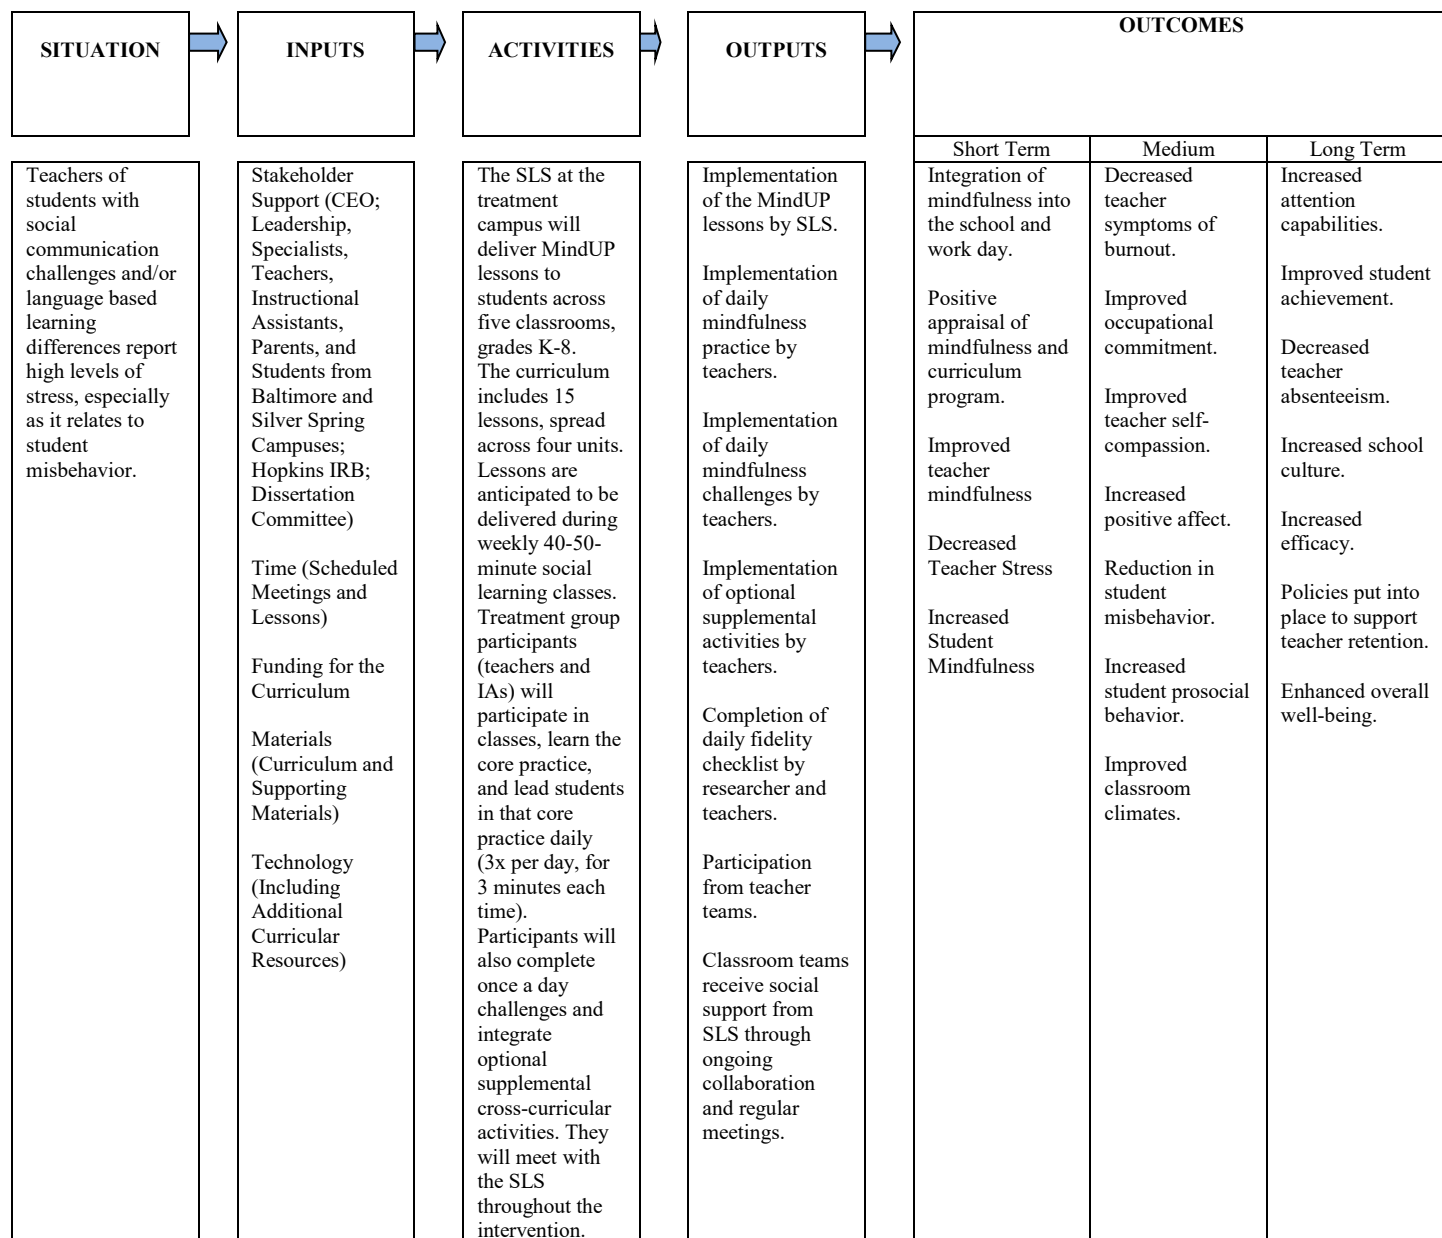 SITUATION
INPUTS
ACTIVITIES
OUTPUTS
OUTCOMES
Teachers of
students with
social
communication
challenges and/or
language based
learning
differences report
high levels of
stress, especially
as it relates to
student
misbehavior.
Stakeholder
Support (CEO;
Leadership,
Specialists,
Teachers,
Instructional
Assistants,
Parents, and
Students from
Baltimore and
Silver Spring
Campuses;
Hopkins IRB;
Dissertation
Committee)
Time (Scheduled
Meetings and
Lessons)
Funding for the
Curriculum
Materials
(Curriculum and
Supporting
Materials)
Technology
(Including
Additional
Curricular
Resources)
The SLS at the
treatment
campus will
deliver MindUP
lessons to
students across
five classrooms,
grades K-8.
The curriculum
includes 15
lessons, spread
across four units.
Lessons are
anticipated to be
delivered during
weekly 40-50-
minute social
learning classes.
Treatment group
participants
(teachers and
IAs) will
participate in
classes, learn the
core practice,
and lead students
in that core
practice daily
(3x per day, for
3 minutes each
time).
Participants will
also complete
once a day
challenges and
integrate
optional
supplemental
cross-curricular
activities. They
will meet with
the SLS
throughout the
intervention.
Implementation
of the MindUP
lessons by SLS.
Implementation
of daily
mindfulness
practice by
teachers.
Implementation
of daily
mindfulness
challenges by
teachers.
Implementation
of optional
supplemental
activities by
teachers.
Completion of
daily fidelity
checklist by
researcher and
teachers.
Participation
from teacher
teams.
Classroom teams
receive social
support from
SLS through
ongoing
collaboration
and regular
meetings.
Short Term
Integration of
mindfulness into
the school and
work day.
Positive
appraisal of
mindfulness and
curriculum
program.
Improved
teacher
mindfulness
Decreased
Teacher Stress
Increased
Student
Mindfulness
Medium
Decreased
teacher
symptoms of
burnout.
Improved
occupational
commitment.
Improved
teacher self-
compassion.
Increased
positive affect.
Reduction in
student
misbehavior.
Increased
student prosocial
behavior.
Improved
classroom
climates.
Long Term
Increased
attention
capabilities.
Improved student
achievement.
Decreased
teacher
absenteeism.
Increased school
culture.
Increased
efficacy.
Policies put into
place to support
teacher retention.
Enhanced overall
well-being.